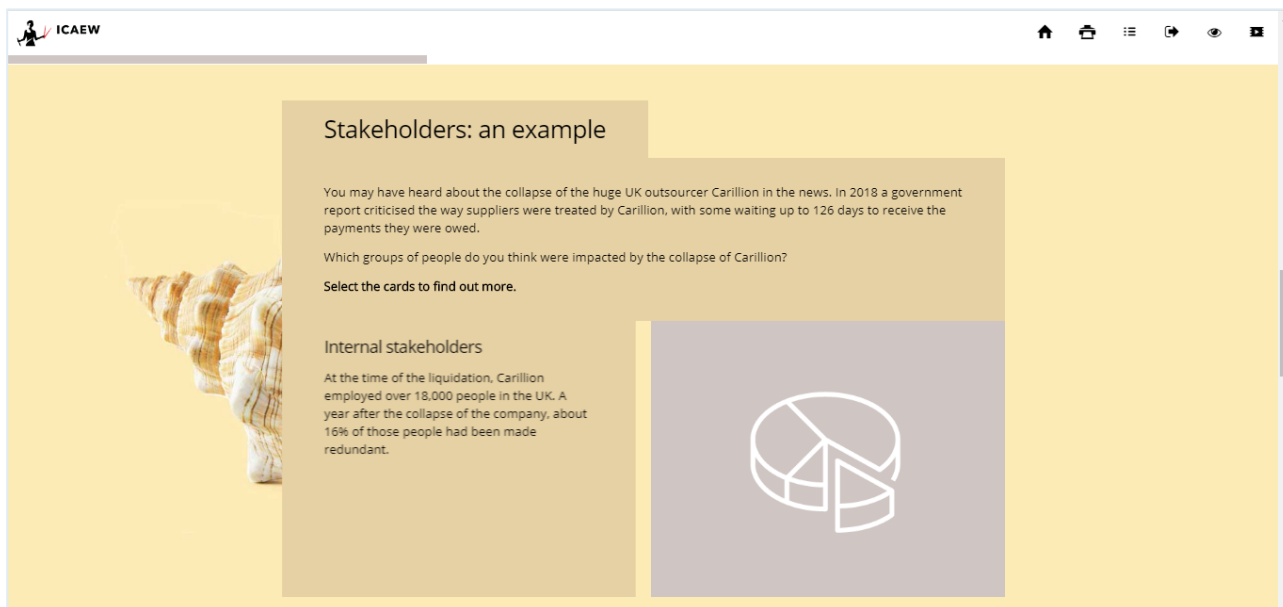 ICAEW
Stakeholders: an example
You may have heard about the collapse of the huge UK outsourcer Carillion in the news. In 2018 a government
report criticised the way suppliers were treated by Carillion, with some waiting up to 126 days to receive the
payments they were owed.
Which groups of people do you think were impacted by the collapse of Carillion?
Select the cards to find out more.
Internal stakeholders
At the time of the liquidation, Carillion
employed over 18,000 people in the UK. A
year after the collapse of the company, about
16% of those people had been made
redundant.